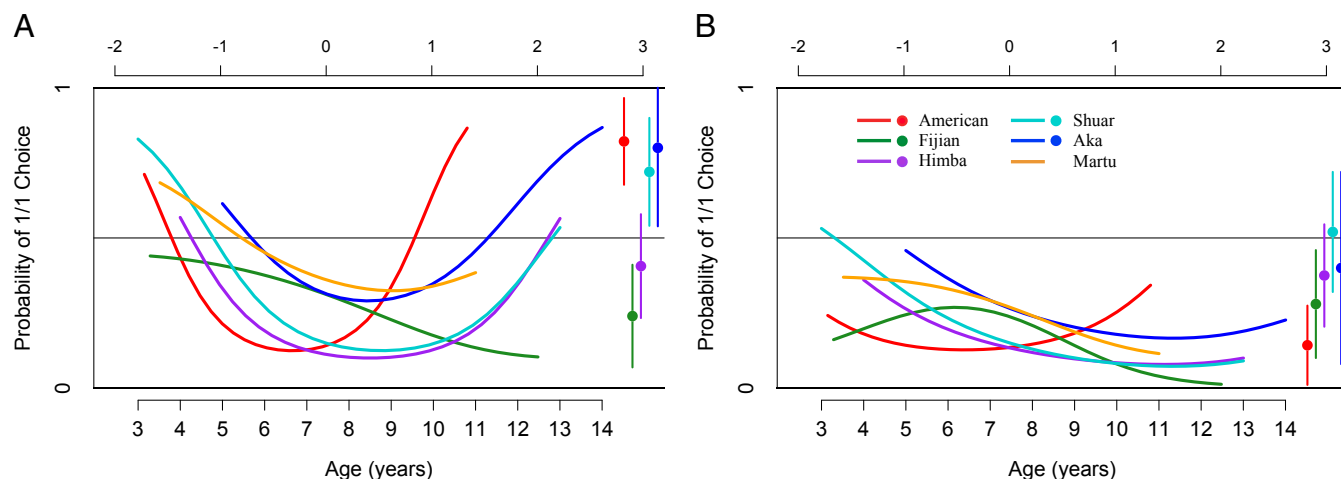 A
-2 -1 0 1 2 3
Probability of 1/1 Choice
1
0
3 4 5 6 7 8 9 10 11 12 13 14
Age (years)
B
-2 -1 0 1 2 3
Probability of 1/1 Choice
1
0
American Shuar
Fijian Aka
Himba Martu
3 4 5 6 7 8 9 10 11 12 13 14
Age (years)